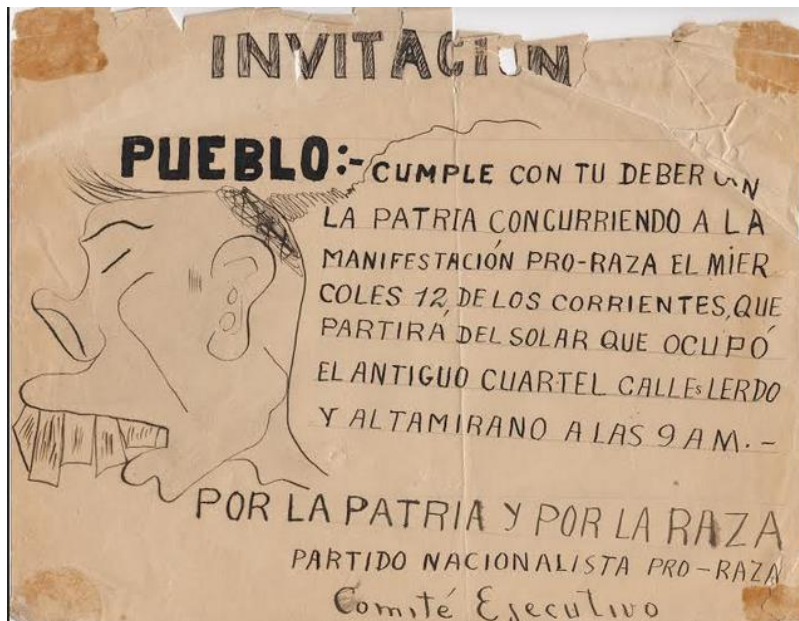 INVITACION
PUEBLO:- CUMPLE CON TU DEBER CON
LA PATRIA CONCURRIENDO A LA
MANIFESTACIÓN PRO-RAZA EL MIER
COLES 12, DE LOS CORRIENTES, QUE
PARTIRÁ DEL SOLAR QUE OCUPÓ
EL ANTIGUO CUARTEL CALLEs LERDO
Y ALTAMIRANO A LAS 9 A M. -
POR LA PATRIA Y POR LA RAZA
PARTIDO NACIONALISTA PRO-RAZA
Comité Ejecutivo